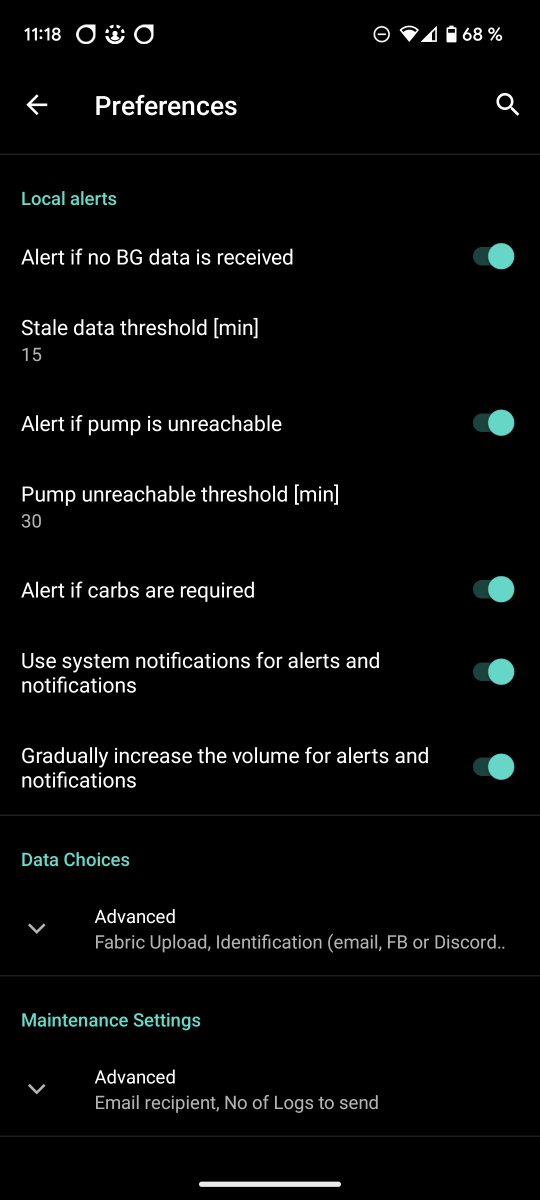 11:18
68 %
Preferences
Local alerts
Alert if no BG data is received
Stale data threshold [min]
15
Alert if pump is unreachable
Pump unreachable threshold [min]
30
Alert if carbs are required
Use system notifications for alerts and
notifications
Gradually increase the volume for alerts and
notifications
Data Choices
Advanced
Fabric Upload, Identification (email, FB or Discord..
Maintenance Settings
Advanced
Email recipient, No of Logs to send